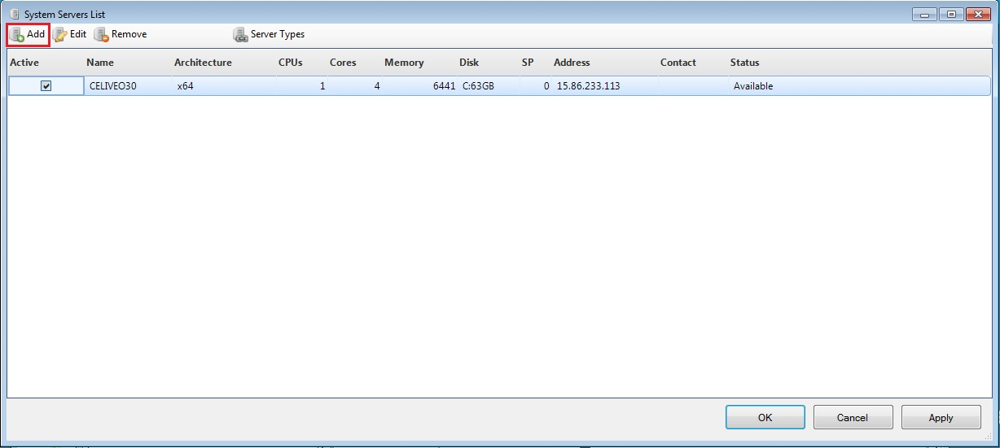 System Servers List
Add Edit Remove Server Types
Active Name Architecture CPUs Cores Memory Disk SP Address Contact Status
CELIVEO30 x64 1 4 6441 C:63GB 0 15.86.233.113 Available
OK Cancel Apply